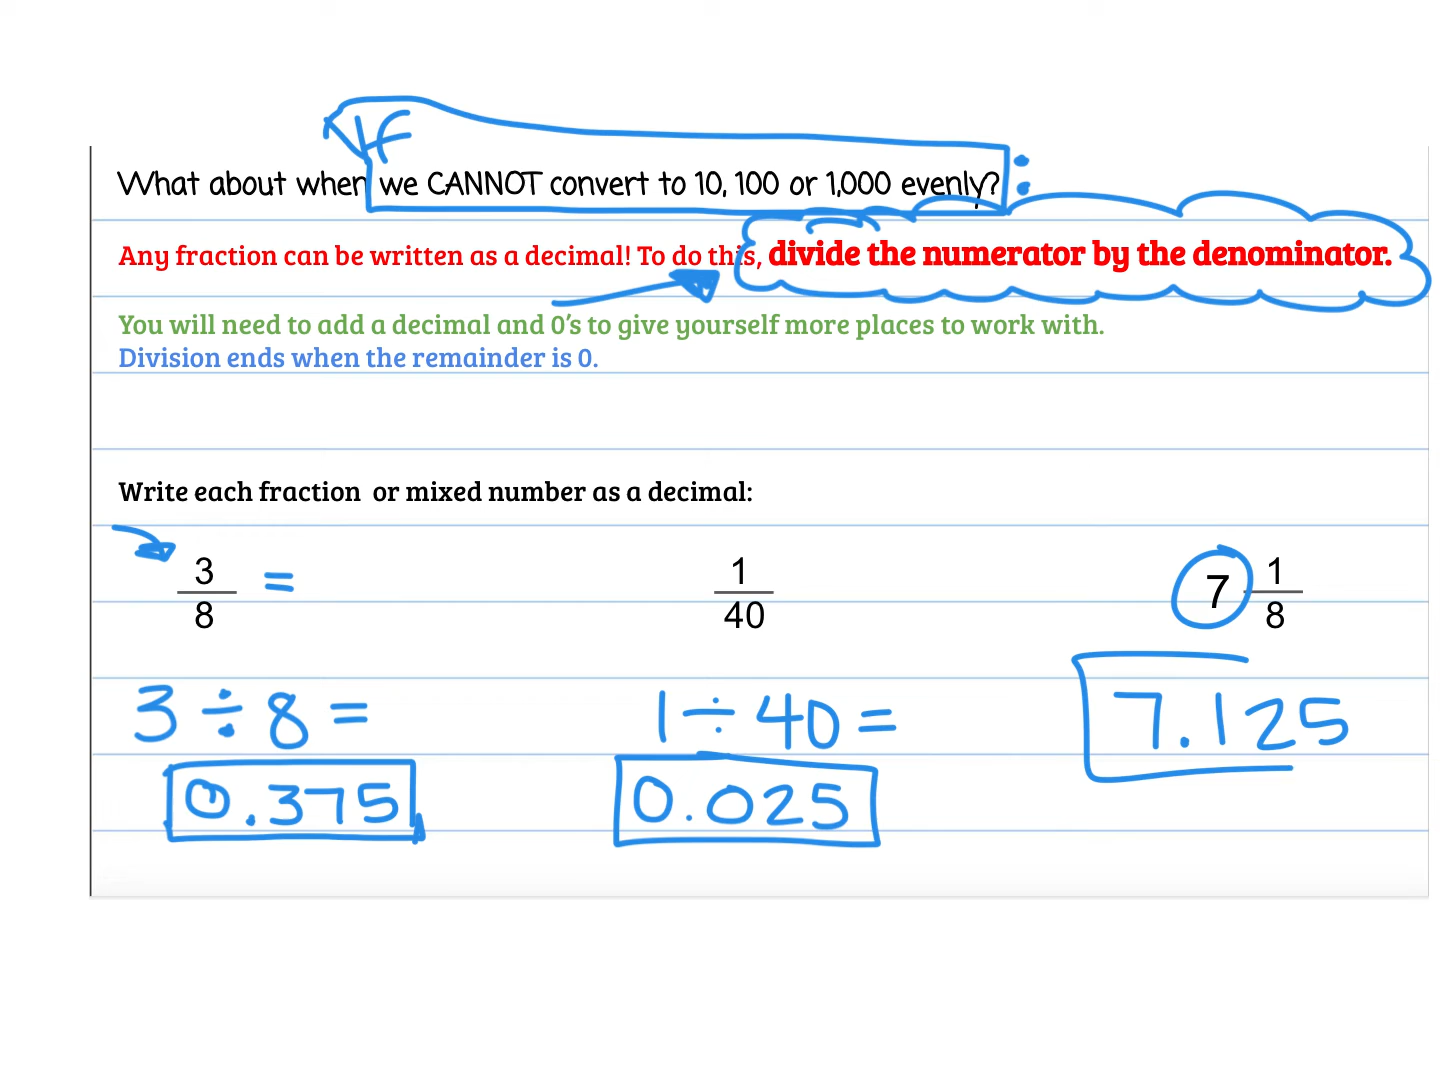 IF
What about when we CANNOT convert to 10, 100 or 1,000 evenly? :
Any fraction can be written as a decimal! To do this, divide the numerator by the denominator.
You will need to add a decimal and 0's to give yourself more places to work with.
Division ends when the remainder is 0.
Write each fraction or mixed number as a decimal:
3/8 = 1/40 7 1/8
3 ÷ 8 = 1 ÷ 40 = 7.125
0.375 0.025